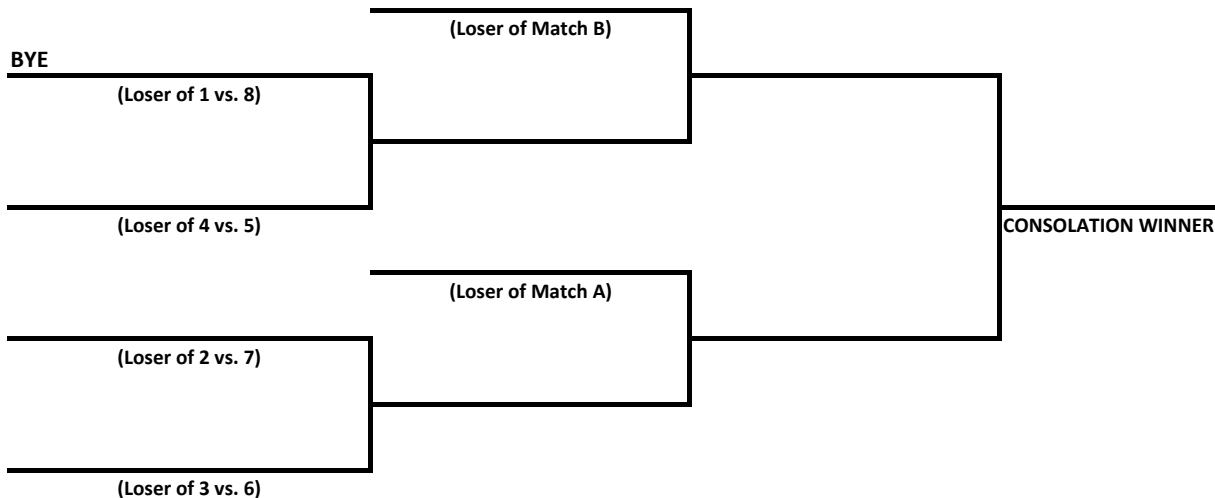 (Loser of Match B)
BYE
(Loser of 1 vs. 8)
(Loser of 4 vs. 5)
CONSOLATION WINNER
(Loser of Match A)
(Loser of 2 vs. 7)
(Loser of 3 vs. 6)